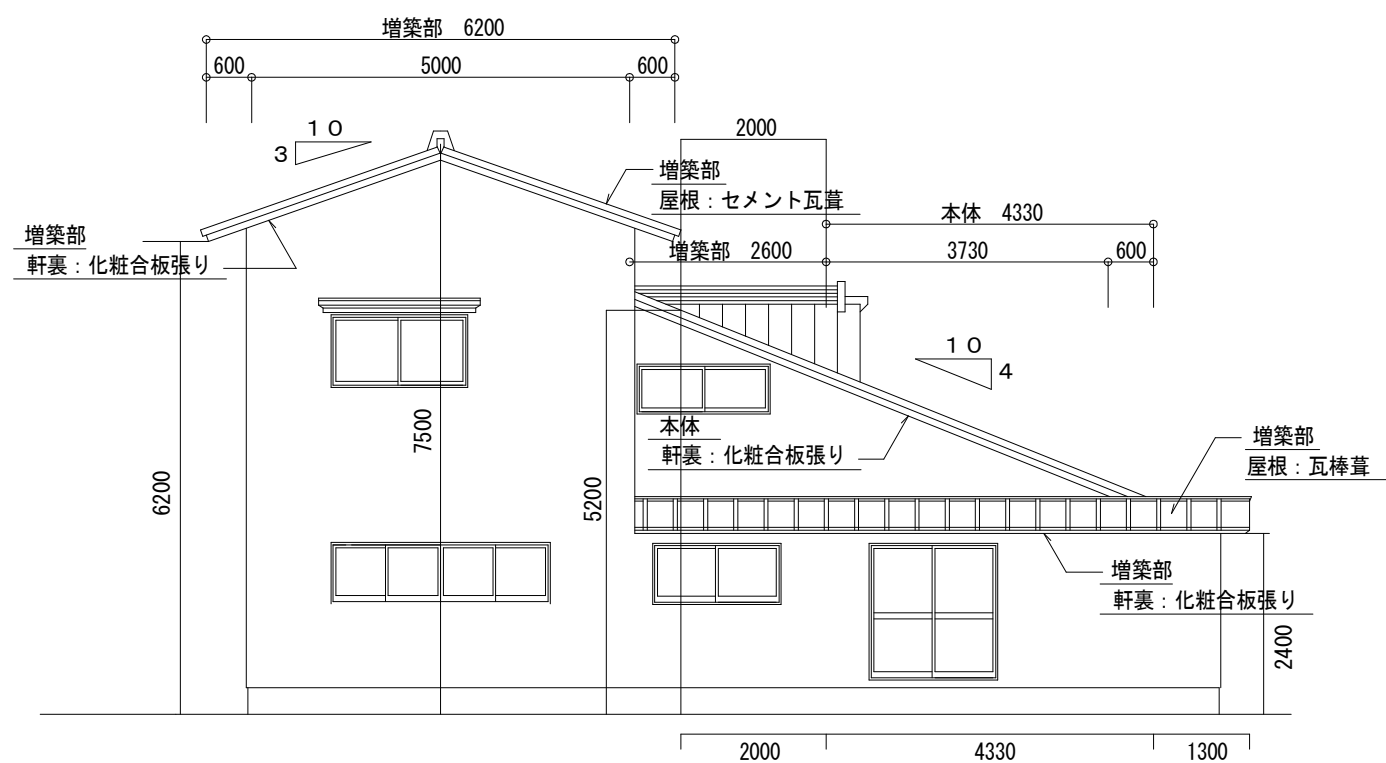 増築部 6200
600
5000
600
2000
10
3
増築部
屋根：セメント瓦葺
本体 4330
増築部
軒裏：化粧合板張り
増築部 2600
3730
600
10
4
7500
本体
軒裏：化粧合板張り
増築部
屋根：瓦棒葺
6200
5200
増築部
軒裏：化粧合板張り
2400
2000
4330
1300